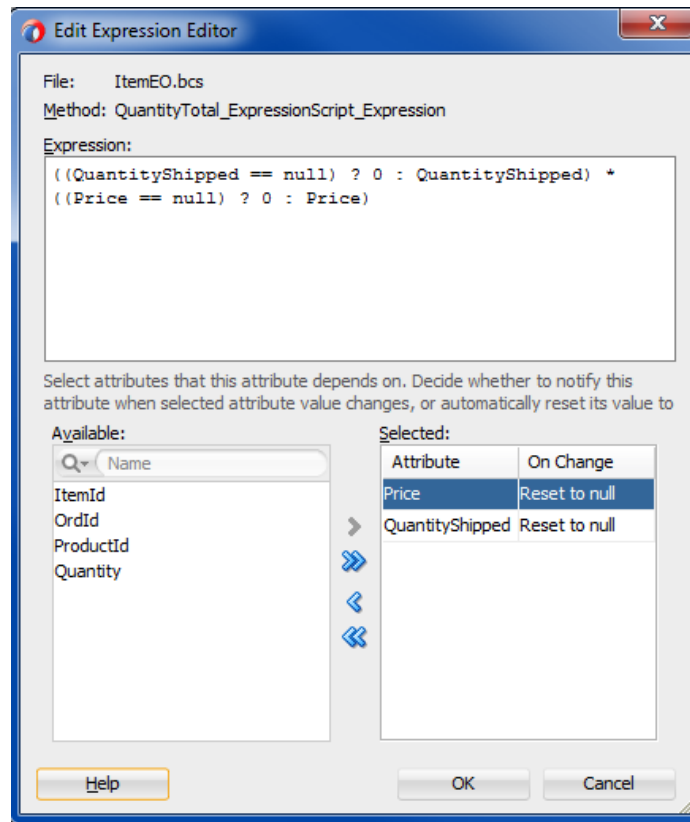 Edit Expression Editor
File: ItemEO.bcs
Method: QuantityTotal_ExpressionScript_Expression
Expression:
((QuantityShipped == null) ? 0 : QuantityShipped) *
((Price == null) ? 0 : Price)
Select attributes that this attribute depends on. Decide whether to notify this
attribute when selected attribute value changes, or automatically reset its value to
Available:
Name
ItemId
OrdId
ProductId
Quantity
Selected:
Attribute On Change
Price Reset to null
QuantityShipped Reset to null
Help OK Cancel